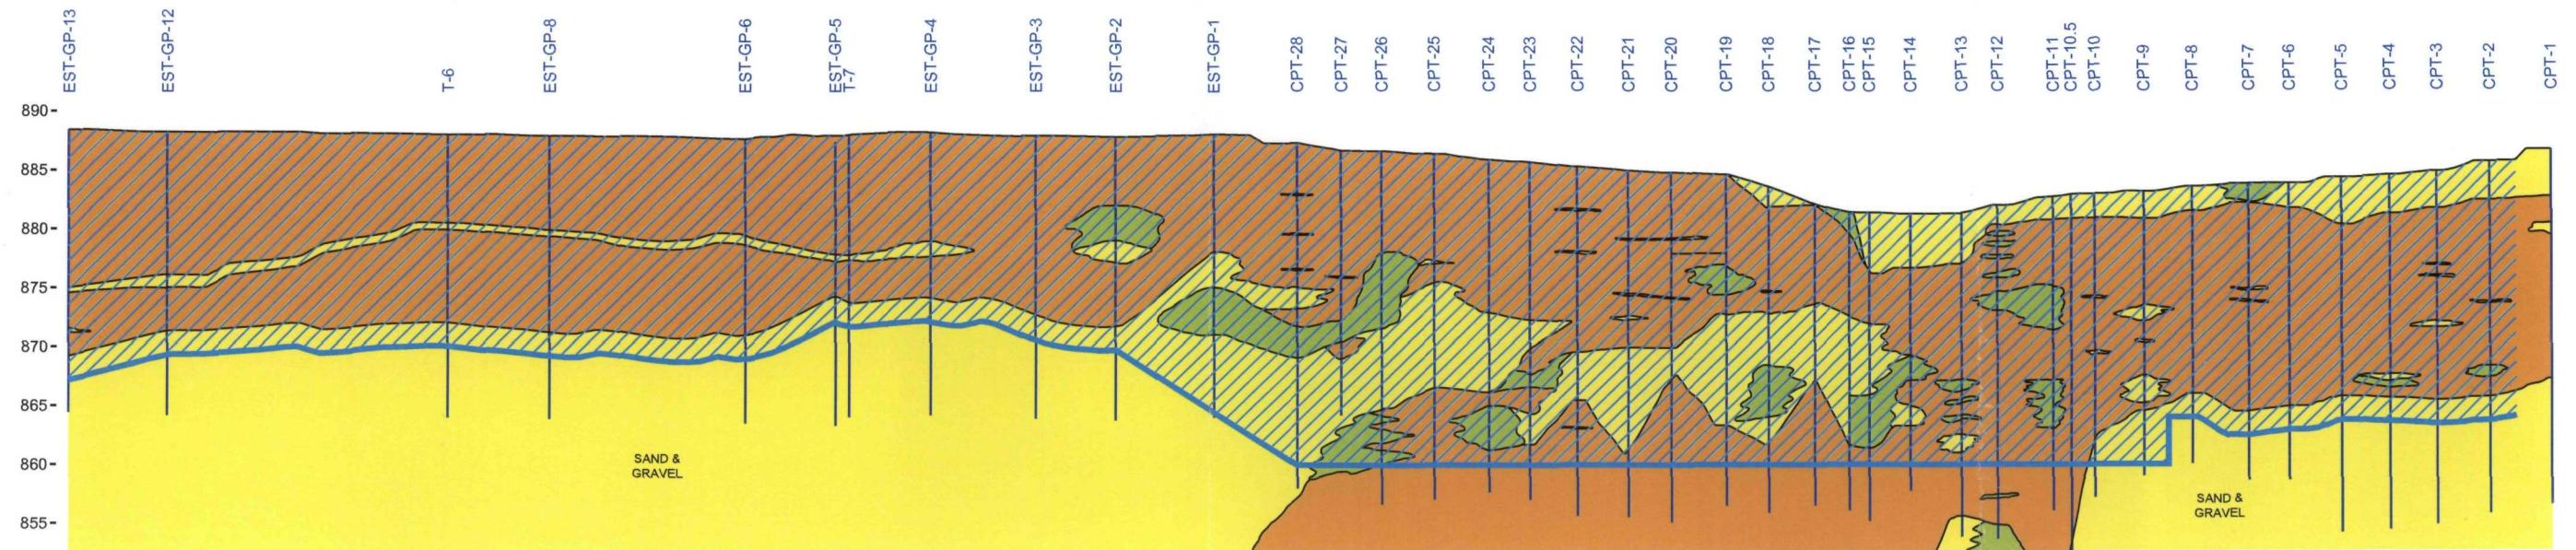 EST-GP-13
EST-GP-12
T-6
EST-GP-8
EST-GP-6
EST-GP-5
T-7
EST-GP-4
EST-GP-3
EST-GP-2
EST-GP-1
CPT-28
CPT-27
CPT-26
CPT-25
CPT-24
CPT-23
CPT-22
CPT-21
CPT-20
CPT-19
CPT-18
CPT-17
CPT-16
CPT-15
CPT-14
CPT-13
CPT-12
CPT-11
CPT-10.5
CPT-10
CPT-9
CPT-8
CPT-7
CPT-6
CPT-5
CPT-4
CPT-3
CPT-2
CPT-1
890-
885-
880-
875-
870-
865-
860-
855-
SAND &
GRAVEL
SAND &
GRAVEL